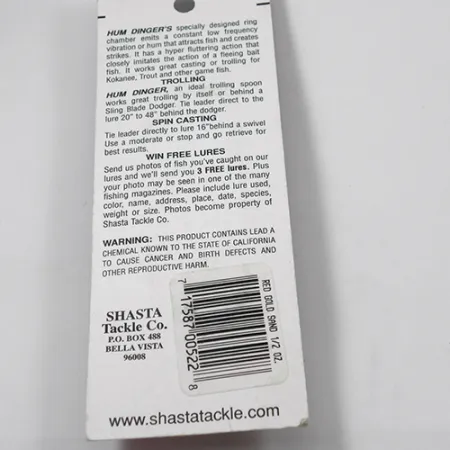 HUM DINGER'S specially designed ring
chamber emits a constant low frequency
vibration or hum that attracts fish and creates
strikes. It has a hyper fluttering action that
closely imitates the action of a fleeing bait
fish. It works great casting or trolling for
Kokanee, Trout and other game fish.
TROLLING
HUM DINGER, an ideal trolling spoon
works great trolling by itself or behind a
Sling Blade Dodger. Tie leader direct to the
lure 20" to 48" behind the dodger.
SPIN CASTING
Tie leader directly to lure 16"behind a swivel
Use a moderate or stop and go retrieve for
best results.
WIN FREE LURES
Send us photos of fish you've caught on our
lures and we'll send you 3 FREE lures. Plus
your photo may be seen in one of the many
fishing magazines. Please include lure used,
color, name, address, place, date, species,
weight or size. Photos become property of
Shasta Tackle Co.
WARNING: THIS PRODUCT CONTAINS LEAD A
CHEMICAL KNOWN TO THE STATE OF CALIFORNIA
TO CAUSE CANCER AND BIRTH DEFECTS AND
OTHER REPRODUCTIVE HARM.
SHASTA
Tackle Co.
P.O. BOX 488
BELLA VISTA
96008
RED GOLD SAND 1/2 OZ.
7 17587 00522 8
www.shastatackle.com